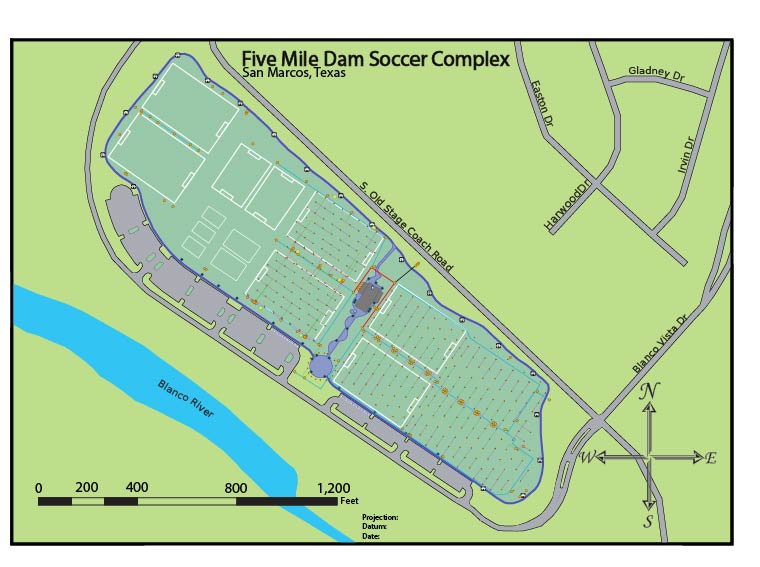 Five Mile Dam Soccer Complex
San Marcos, Texas
Gladney Dr
Easton Dr
Irvin Dr
HarwoodDr
S. Old Stage Coach Road
Blanco Vista Dr
Blanco River
N
W
E
S
0 200 400 800 1,200
Feet
Projection:
Datum:
Date: